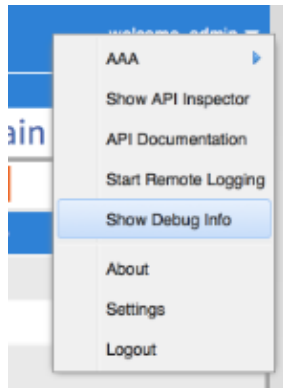 welcome, admin
AAA
Show API Inspector
ain
API Documentation
Start Remote Logging
Show Debug Info
About
Settings
Logout